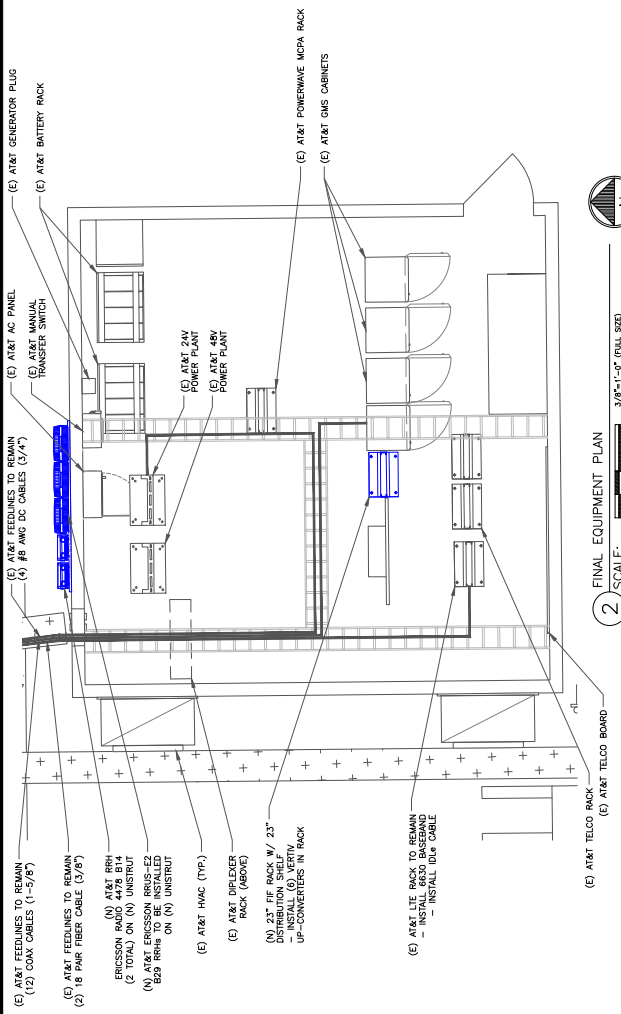 (E) AT&T FEEDLINES TO REMAIN
(12) COAX CABLES (1-5/8")
(E) AT&T FEEDLINES TO REMAIN
(2) 18 PAIR FIBER CABLE (3/8")
(N) AT&T RRH
ERICSSON RADIO 4478 B14
(2 TOTAL) ON (N) UNISTRUT
(N) AT&T ERICSSON RRUS-E2
B29 RRHs TO BE INSTALLED
ON (N) UNISTRUT
(E) AT&T HVAC (TYP.)
(E) AT&T DIPLEXER
RACK (ABOVE)
(N) 23" FIF RACK W/ 23"
DISTRIBUTION SHELF
- INSTALL (6) VERTIV
UP-CONVERTERS IN RACK
(E) AT&T LTE RACK TO REMAIN
- INSTALL 6630 BASEBAND
- INSTALL IDLe CABLE
(E) AT&T TELCO RACK
(E) AT&T TELCO BOARD
(E) AT&T FEEDLINES TO REMAIN
(4) #8 AWG DC CABLES (3/4")
(E) AT&T AC PANEL
(E) AT&T MANUAL
TRANSFER SWITCH
(E) AT&T GENERATOR PLUG
(E) AT&T BATTERY RACK
(E) AT&T 24V
POWER PLANT
(E) AT&T 48V
POWER PLANT
(E) AT&T POWERWAVE MCPA RACK
(E) AT&T GMS CABINETS
2
FINAL EQUIPMENT PLAN
SCALE:
3/8"=1'-0" (FULL SIZE)